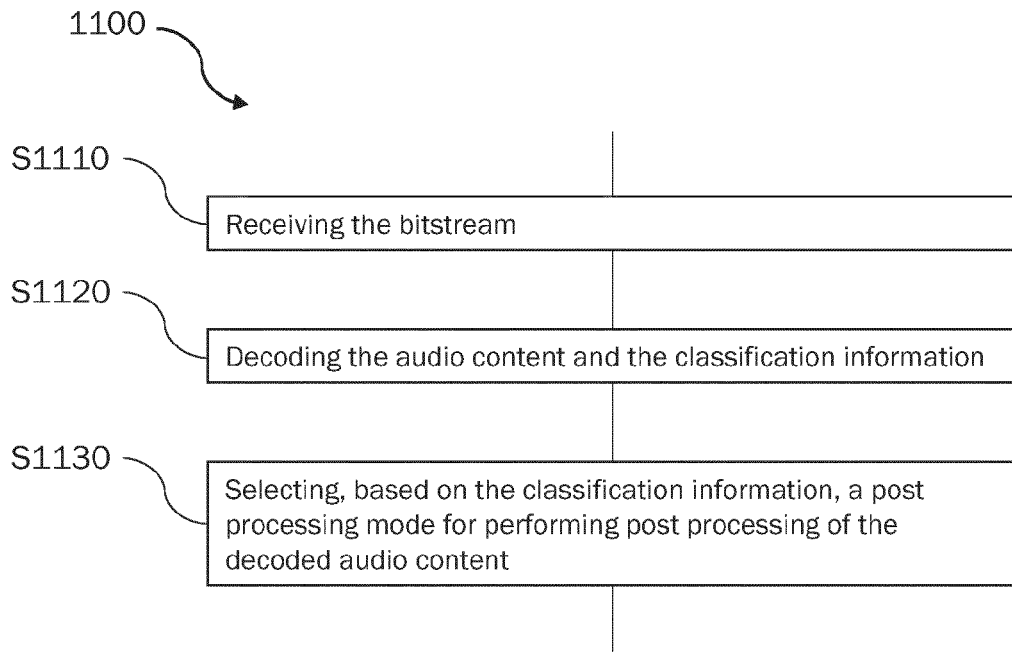 1100
S1110
Receiving the bitstream
S1120
Decoding the audio content and the classification information
S1130
Selecting, based on the classification information, a post
processing mode for performing post processing of the
decoded audio content